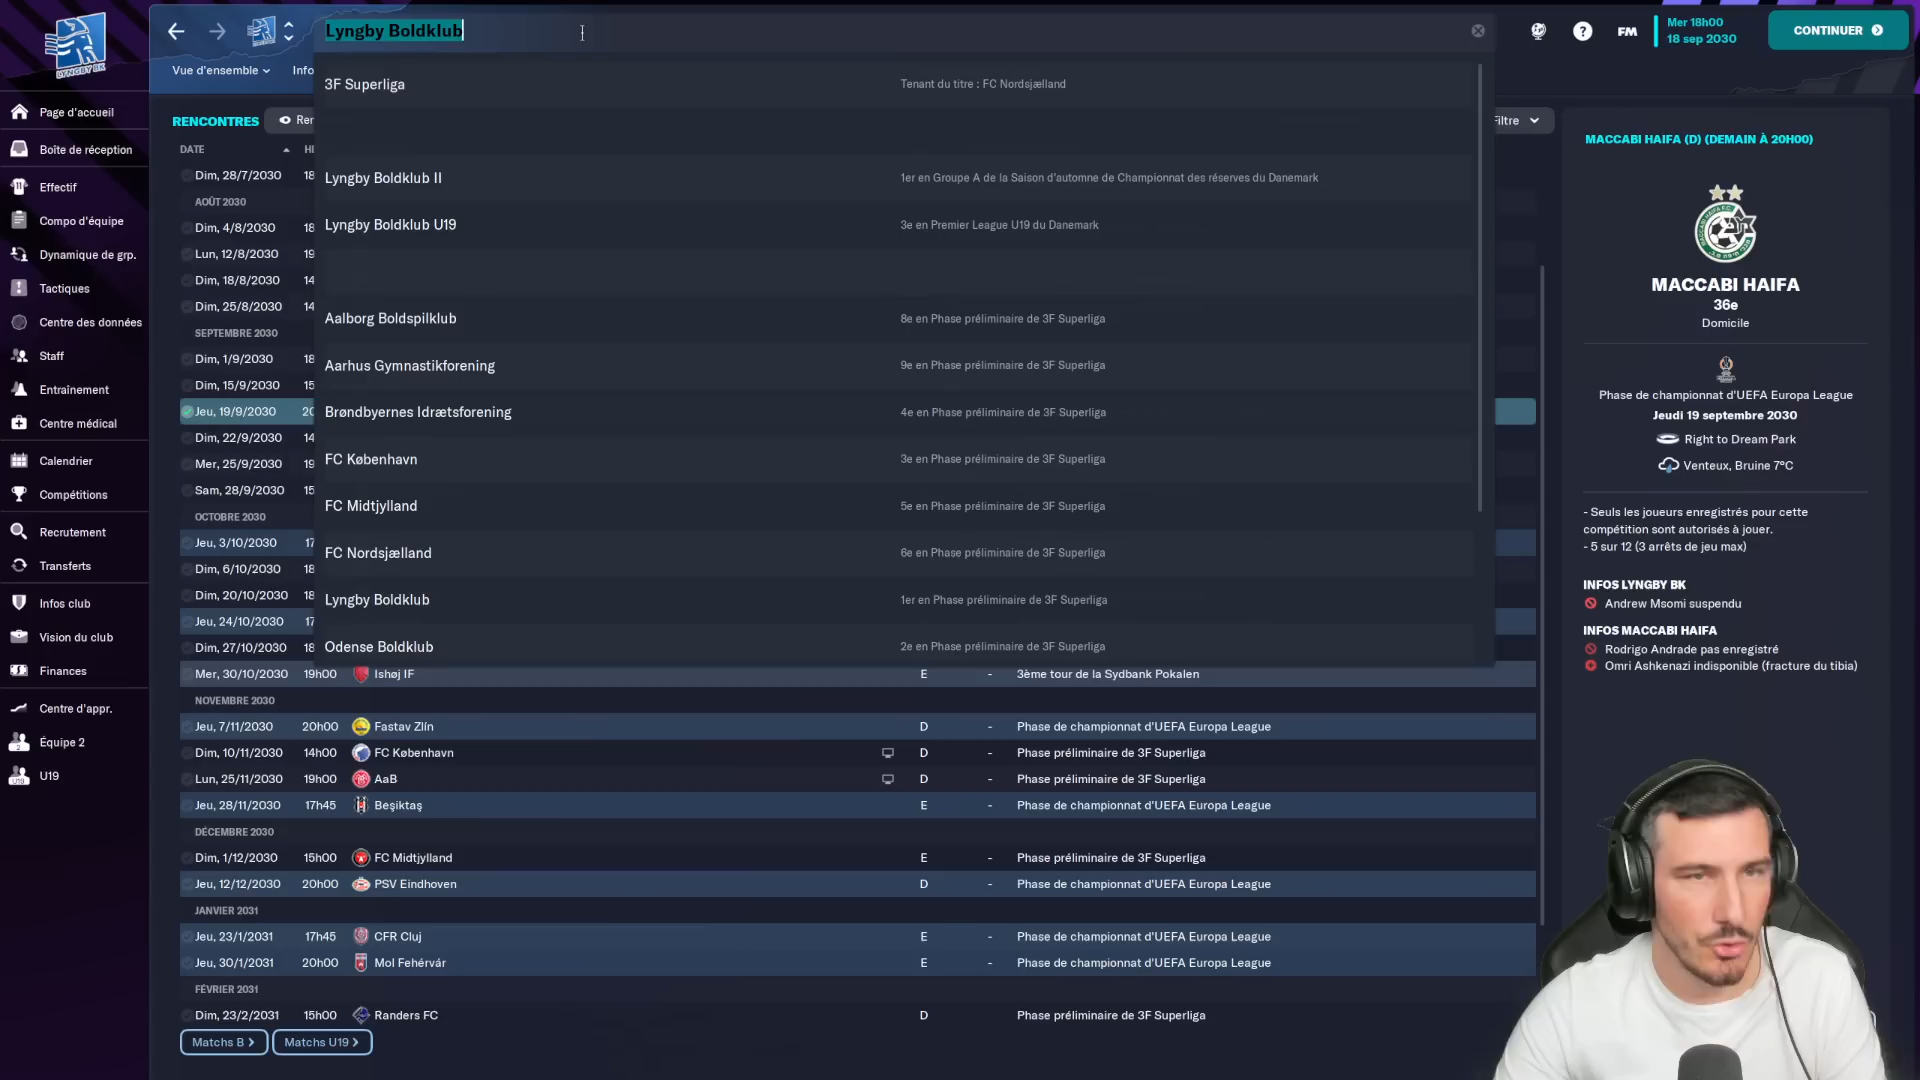 LYNGBY BK
Page d'accueil
Boîte de réception
Effectif
Compo d'équipe
Dynamique de grp.
Tactiques
Centre des données
Staff
Entraînement
Centre médical
Calendrier
Compétitions
Recrutement
Transferts
Infos club
Vision du club
Finances
Centre d'appr.
Équipe 2
U19
Lyngby Boldklub
FM
Mer 18h00
18 sep 2030
CONTINUER
Vue d'ensemble
Info
3F Superliga
Tenant du titre : FC Nordsjælland
Lyngby Boldklub II
1er en Groupe A de la Saison d'automne de Championnat des réserves du Danemark
Lyngby Boldklub U19
3e en Premier League U19 du Danemark
Aalborg Boldspilklub
8e en Phase préliminaire de 3F Superliga
Aarhus Gymnastikforening
9e en Phase préliminaire de 3F Superliga
Brøndbyernes Idrætsforening
4e en Phase préliminaire de 3F Superliga
FC København
3e en Phase préliminaire de 3F Superliga
FC Midtjylland
5e en Phase préliminaire de 3F Superliga
FC Nordsjælland
6e en Phase préliminaire de 3F Superliga
Lyngby Boldklub
1er en Phase préliminaire de 3F Superliga
Odense Boldklub
2e en Phase préliminaire de 3F Superliga
RENCONTRES
Rer
Filtre
DATE HI
Dim, 28/7/2030 18
AOÛT 2030
Dim, 4/8/2030 18
Lun, 12/8/2030 19
Dim, 18/8/2030 14
Dim, 25/8/2030 14
SEPTEMBRE 2030
Dim, 1/9/2030 18
Dim, 15/9/2030 15
Jeu, 19/9/2030 20
Dim, 22/9/2030 14
Mer, 25/9/2030 19
Sam, 28/9/2030 15
OCTOBRE 2030
Jeu, 3/10/2030 17
Dim, 6/10/2030 18
Dim, 20/10/2030 18
Jeu, 24/10/2030 17
Dim, 27/10/2030 18
Mer, 30/10/2030 19h00 Ishøj IF E - 3ème tour de la Sydbank Pokalen
NOVEMBRE 2030
Jeu, 7/11/2030 20h00 Fastav Zlín D - Phase de championnat d'UEFA Europa League
Dim, 10/11/2030 14h00 FC København D - Phase préliminaire de 3F Superliga
Lun, 25/11/2030 19h00 AaB D - Phase préliminaire de 3F Superliga
Jeu, 28/11/2030 17h45 Beşiktaş E - Phase de championnat d'UEFA Europa League
DÉCEMBRE 2030
Dim, 1/12/2030 15h00 FC Midtjylland E - Phase préliminaire de 3F Superliga
Jeu, 12/12/2030 20h00 PSV Eindhoven D - Phase de championnat d'UEFA Europa League
JANVIER 2031
Jeu, 23/1/2031 17h45 CFR Cluj E - Phase de championnat d'UEFA Europa League
Jeu, 30/1/2031 20h00 Mol Fehérvár E - Phase de championnat d'UEFA Europa League
FÉVRIER 2031
Dim, 23/2/2031 15h00 Randers FC D - Phase préliminaire de 3F Superliga
Matchs B
Matchs U19
MACCABI HAIFA (D) (DEMAIN À 20H00)
MACCABI HAIFA
36e
Domicile
Phase de championnat d'UEFA Europa League
Jeudi 19 septembre 2030
Right to Dream Park
Venteux, Bruine 7°C
- Seuls les joueurs enregistrés pour cette
compétition sont autorisés à jouer.
- 5 sur 12 (3 arrêts de jeu max)
INFOS LYNGBY BK
Andrew Msomi suspendu
INFOS MACCABI HAIFA
Rodrigo Andrade pas enregistré
Omri Ashkenazi indisponible (fracture du tibia)